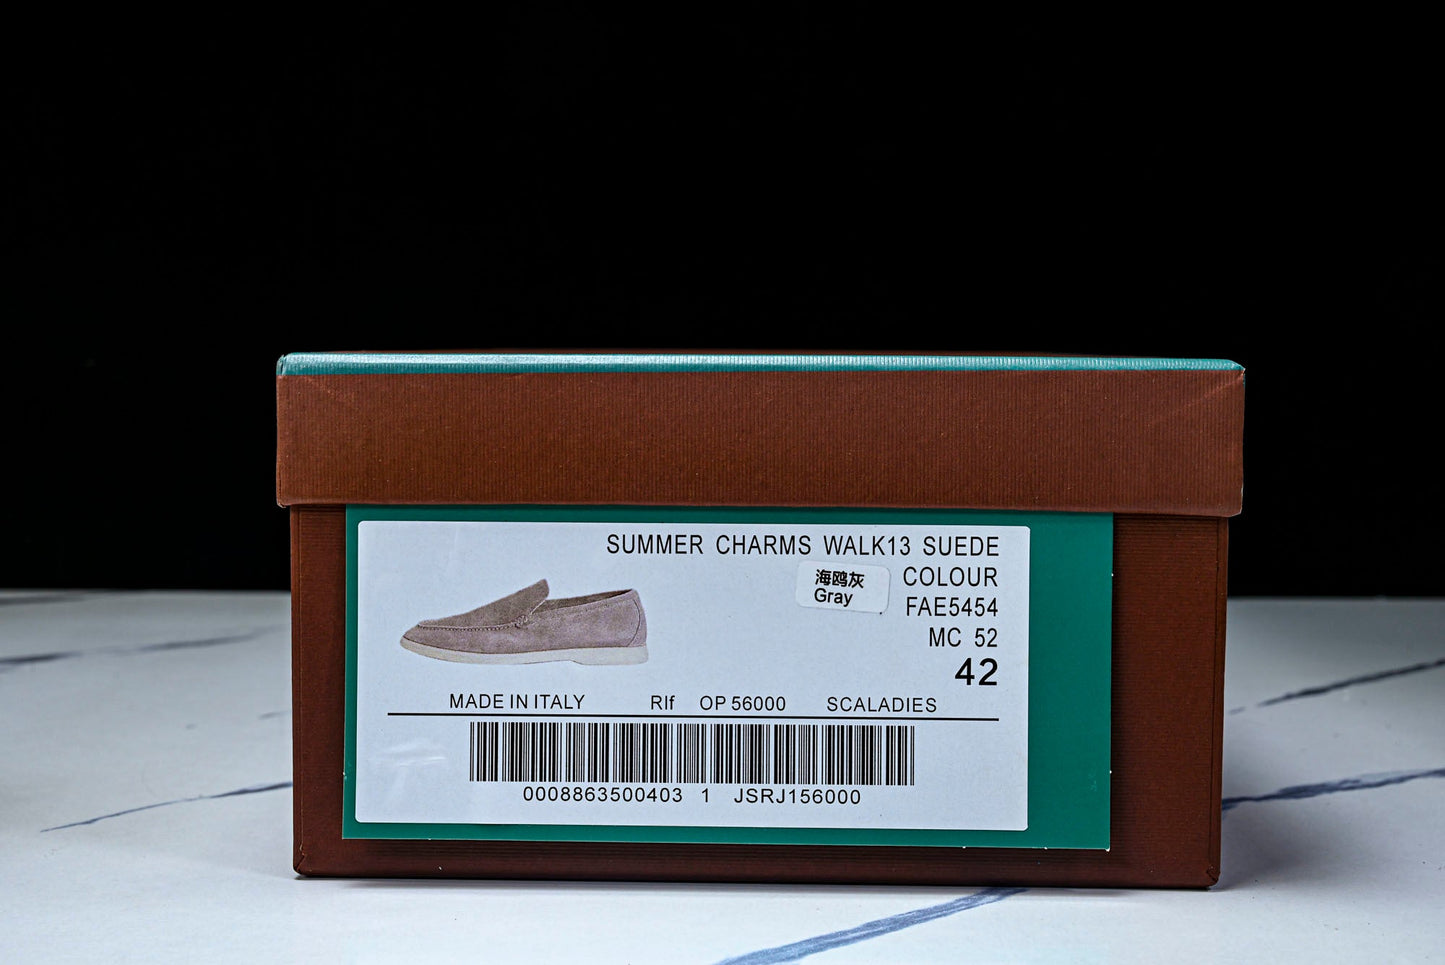 SUMMER CHARMS WALK13 SUEDE
海鸥灰
Gray
COLOUR
FAE5454
MC 52
42
MADE IN ITALY RIf OP 56000 SCALADIES
0008863500403 1 JSRJ156000